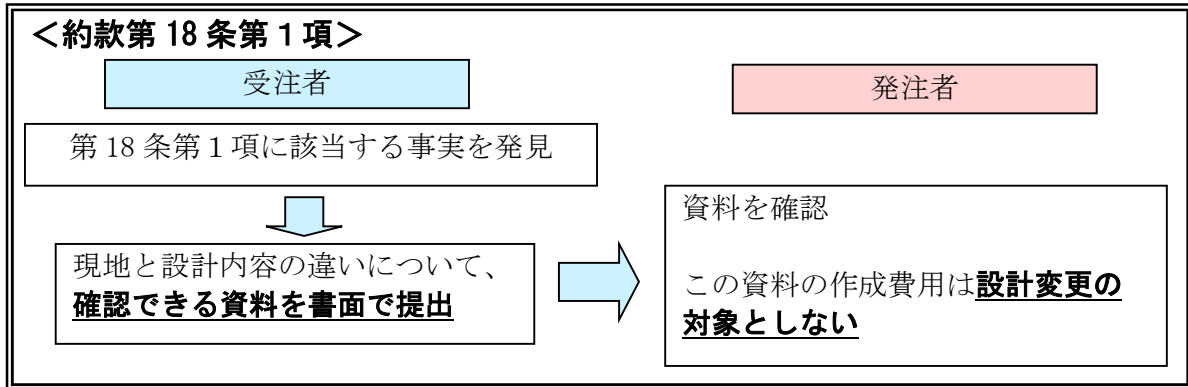 <約款第 18 条第１項>
受注者
発注者
第 18 条第１項に該当する事実を発見
現地と設計内容の違いについて、
確認できる資料を書面で提出
資料を確認
この資料の作成費用は設計変更の
対象としない